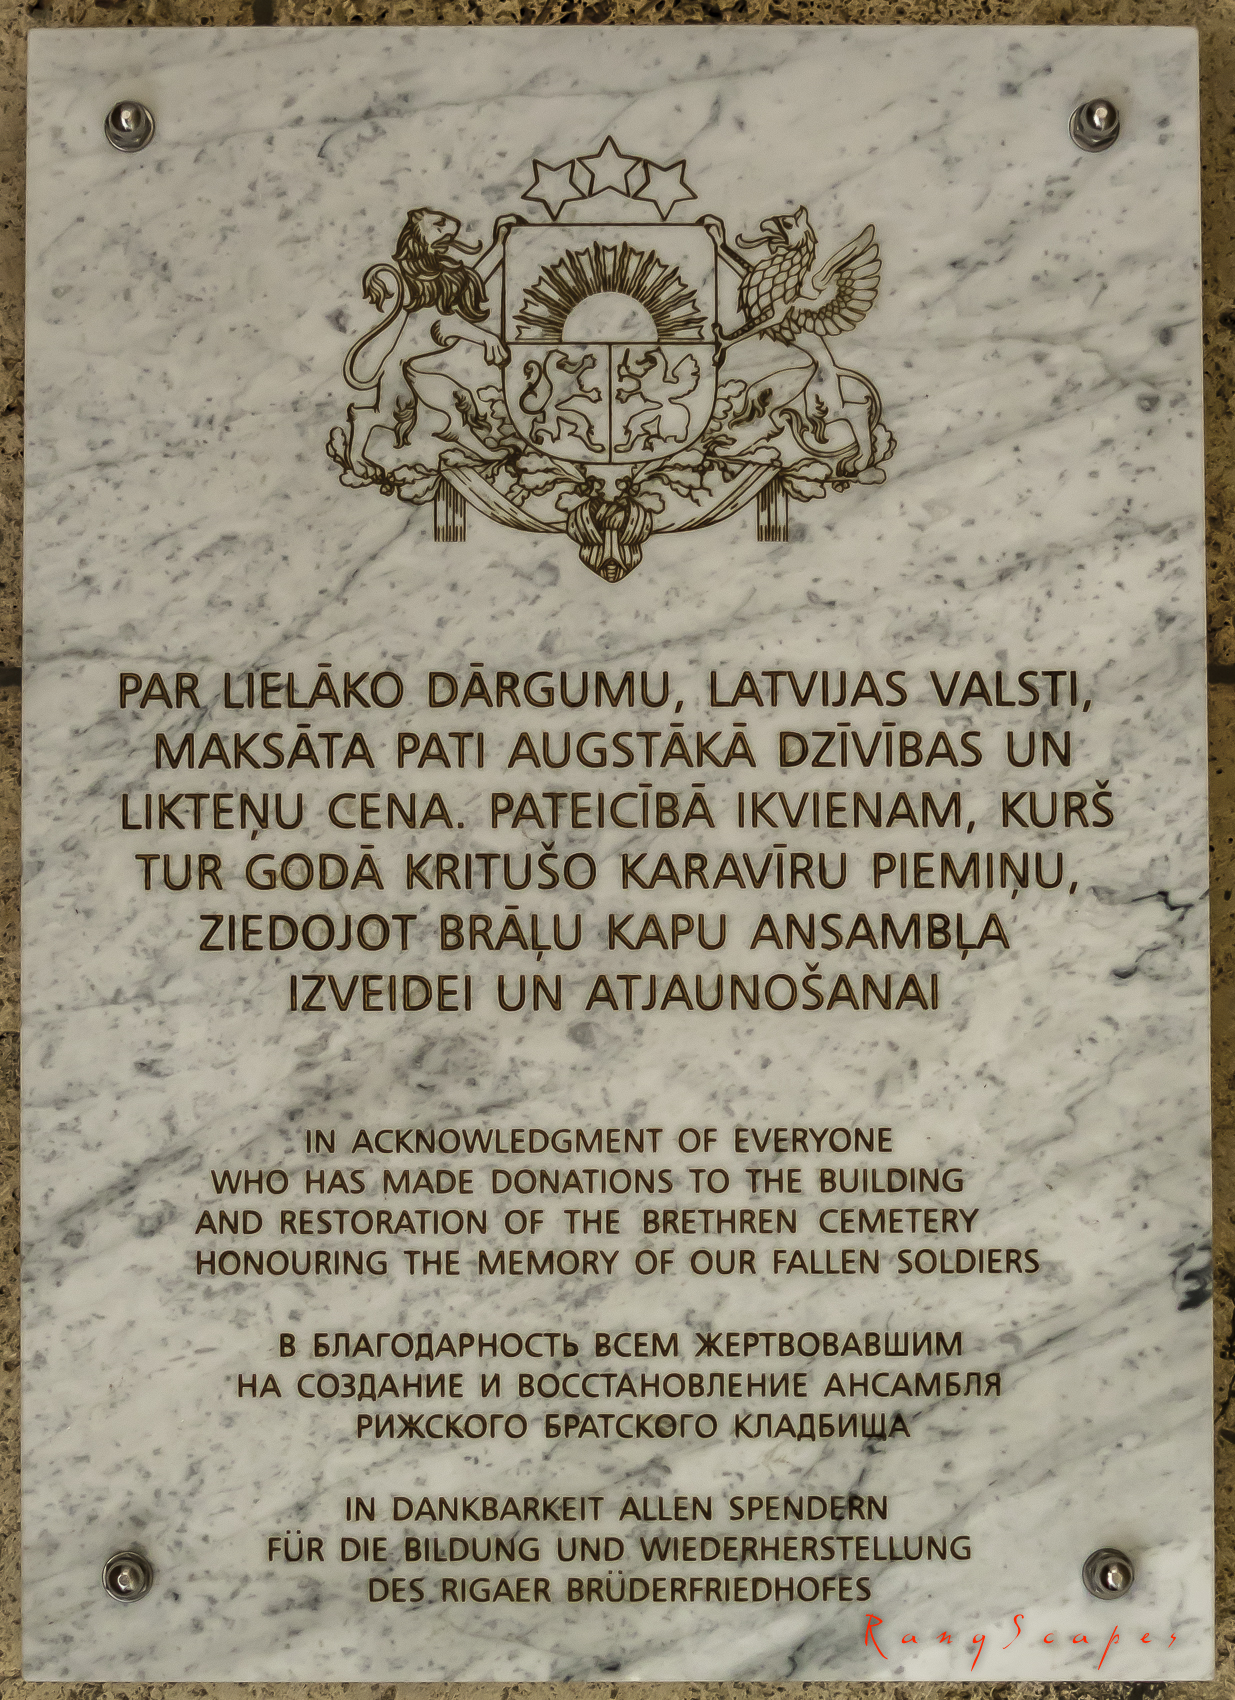 PAR LIELĀKO DĀRGUMU, LATVIJAS VALSTI,
MAKSĀTA PATI AUGSTĀKĀ DZĪVĪBAS UN
LIKTEŅU CENA. PATEICĪBĀ IKVIENAM, KURŠ
TUR GODĀ KRITUŠO KARAVĪRU PIEMIŅU,
ZIEDOJOT BRĀĻU KAPU ANSAMBĻA
IZVEIDEI UN ATJAUNOŠANAI
IN ACKNOWLEDGMENT OF EVERYONE
WHO HAS MADE DONATIONS TO THE BUILDING
AND RESTORATION OF THE BRETHREN CEMETERY
HONOURING THE MEMORY OF OUR FALLEN SOLDIERS
В БЛАГОДАРНОСТЬ ВСЕМ ЖЕРТВОВАВШИМ
НА СОЗДАНИЕ И ВОССТАНОВЛЕНИЕ АНСАМБЛЯ
РИЖСКОГО БРАТСКОГО КЛАДБИЩА
IN DANKBARKEIT ALLEN SPENDERN
FÜR DIE BILDUNG UND WIEDERHERSTELLUNG
DES RIGAER BRÜDERFRIEDHOFES
RangScapes